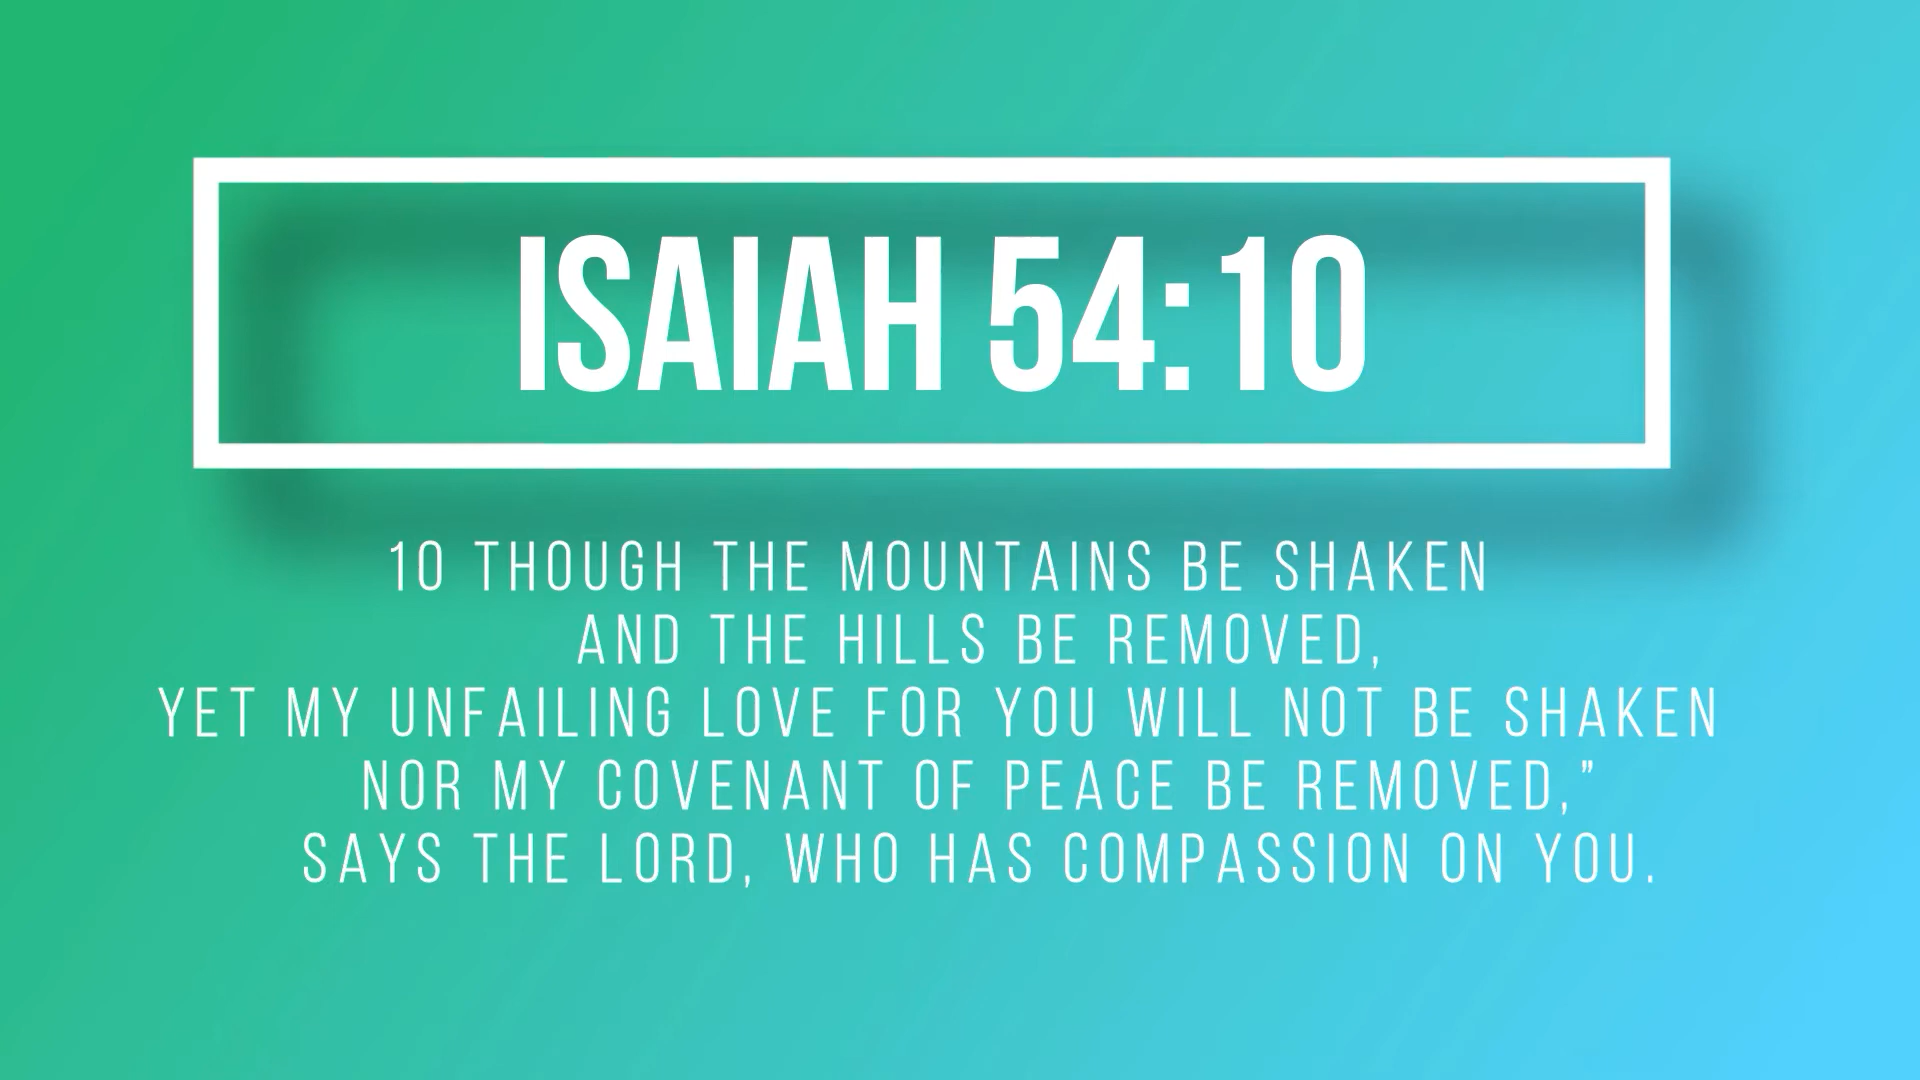 ISAIAH 54:10
10 THOUGH THE MOUNTAINS BE SHAKEN
AND THE HILLS BE REMOVED,
YET MY UNFAILING LOVE FOR YOU WILL NOT BE SHAKEN
NOR MY COVENANT OF PEACE BE REMOVED,”
SAYS THE LORD, WHO HAS COMPASSION ON YOU.